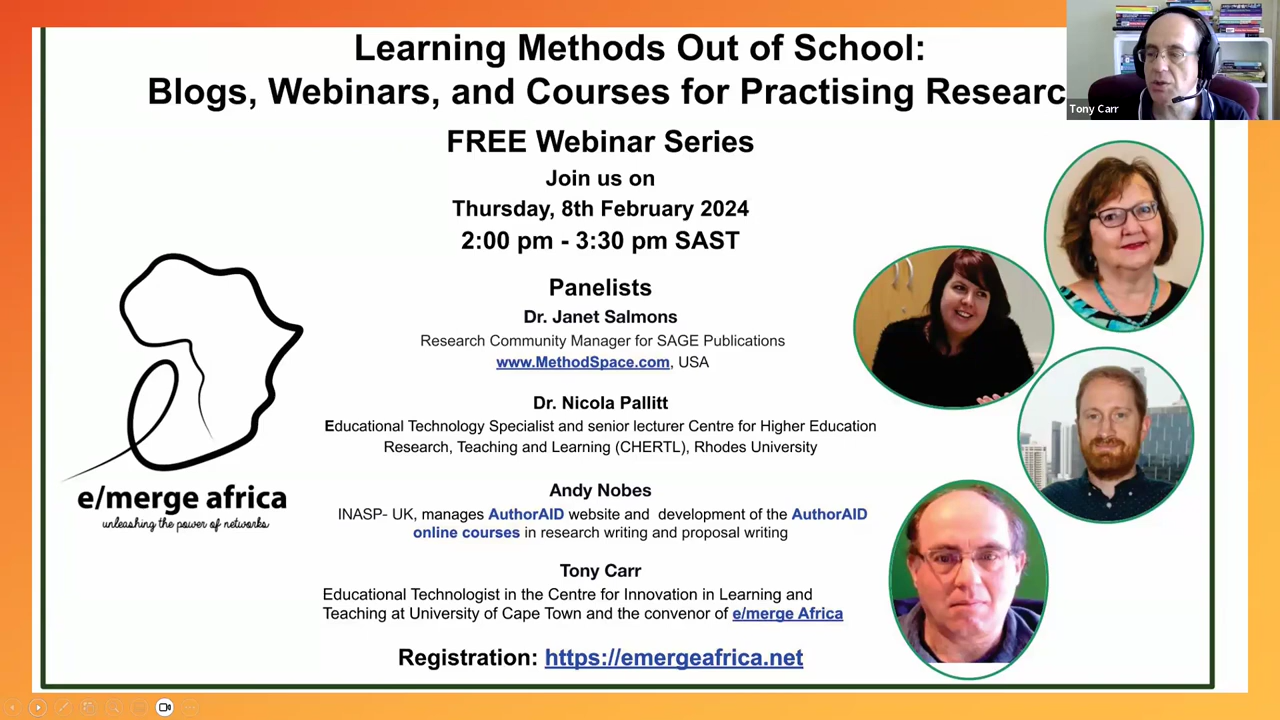 Learning Methods Out of School:
Blogs, Webinars, and Courses for Practising Researc
Tony Carr
FREE Webinar Series
Join us on
Thursday, 8th February 2024
2:00 pm - 3:30 pm SAST
Panelists
Dr. Janet Salmons
Research Community Manager for SAGE Publications
www.MethodSpace.com, USA
Dr. Nicola Pallitt
Educational Technology Specialist and senior lecturer Centre for Higher Education
Research, Teaching and Learning (CHERTL), Rhodes University
Andy Nobes
INASP- UK, manages AuthorAID website and development of the AuthorAID
online courses in research writing and proposal writing
Tony Carr
Educational Technologist in the Centre for Innovation in Learning and
Teaching at University of Cape Town and the convenor of e/merge Africa
Registration: https://emergeafrica.net
e/merge africa
unleashing the power of networks